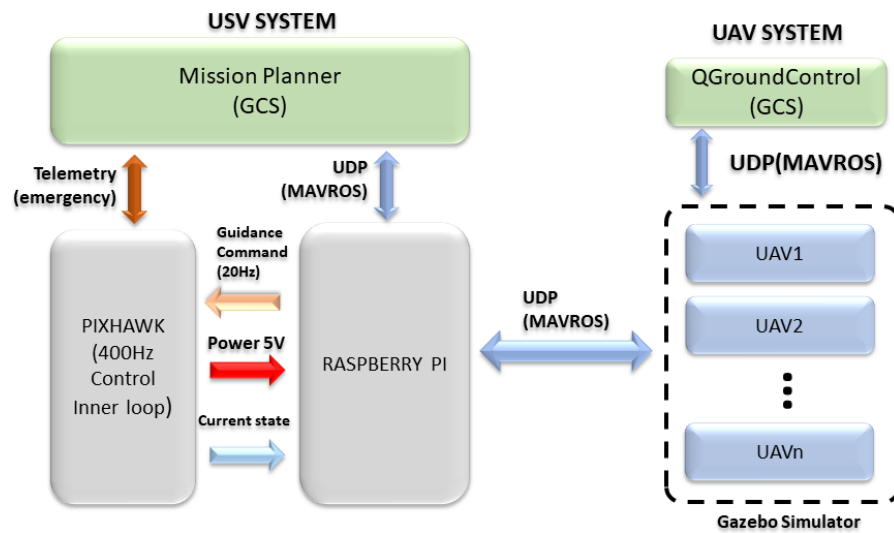 USV SYSTEM
Mission Planner
(GCS)
Telemetry
(emergency)
UDP
(MAVROS)
Guidance
Command
(20Hz)
PIXHAWK
(400Hz
Control
Inner loop)
Power 5V
Current state
RASPBERRY PI
UDP
(MAVROS)
UAV SYSTEM
QGroundControl
(GCS)
UDP(MAVROS)
UAV1
UAV2
UAVn
Gazebo Simulator